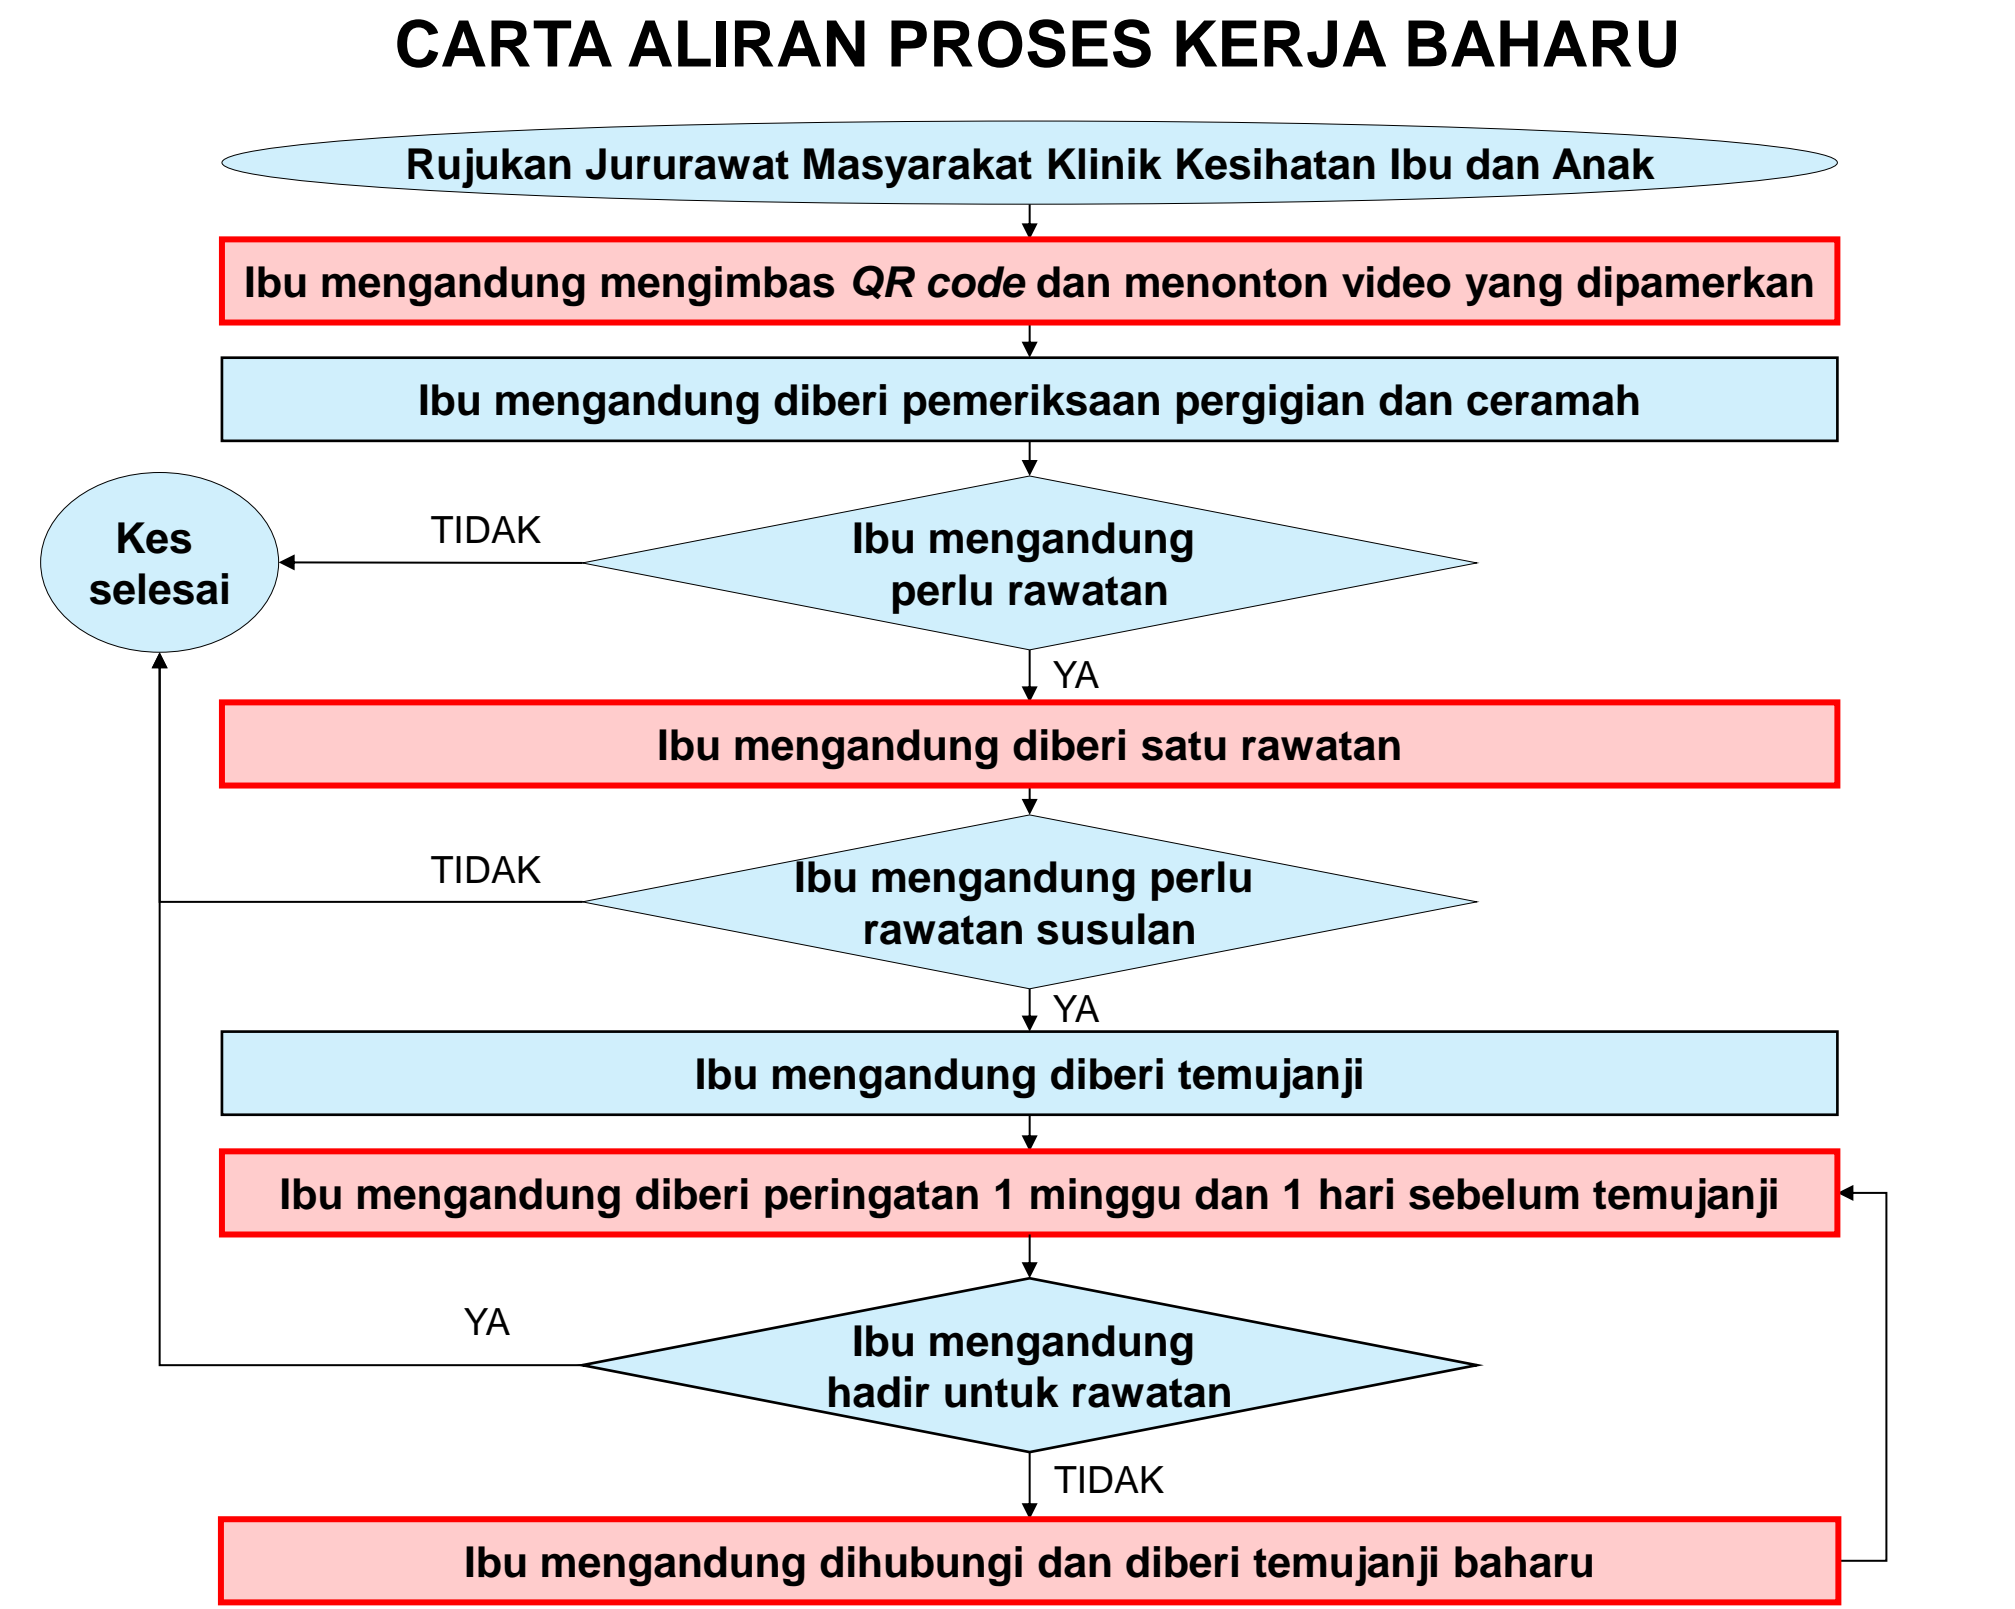 CARTA ALIRAN PROSES KERJA BAHARU
Rujukan Jururawat Masyarakat Klinik Kesihatan Ibu dan Anak
Ibu mengandung mengimbas QR code dan menonton video yang dipamerkan
Ibu mengandung diberi pemeriksaan pergigian dan ceramah
Kes
selesai
TIDAK
Ibu mengandung
perlu rawatan
YA
Ibu mengandung diberi satu rawatan
TIDAK
Ibu mengandung perlu
rawatan susulan
YA
Ibu mengandung diberi temujanji
Ibu mengandung diberi peringatan 1 minggu dan 1 hari sebelum temujanji
YA
Ibu mengandung
hadir untuk rawatan
TIDAK
Ibu mengandung dihubungi dan diberi temujanji baharu